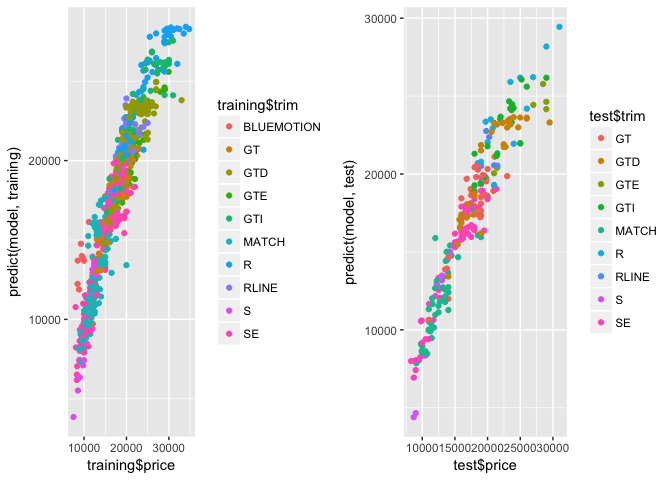 predict(model, training)
20000
10000
10000 20000 30000
training$price
training$trim
BLUEMOTION
GT
GTD
GTE
GTI
MATCH
R
RLINE
S
SE
predict(model, test)
30000
20000
10000
10000 15000 20000 25000 30000
test$price
test$trim
GT
GTD
GTE
GTI
MATCH
R
RLINE
S
SE